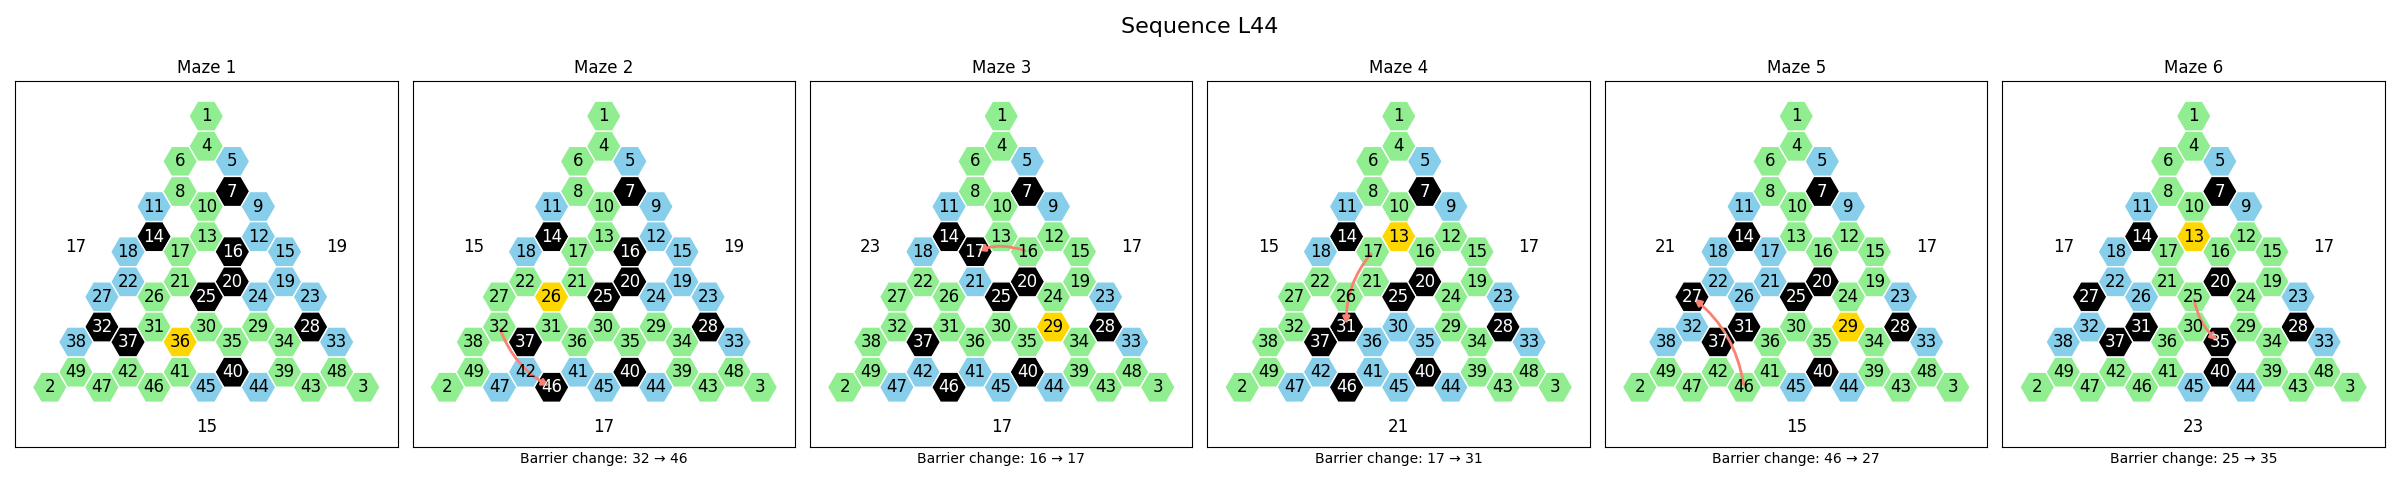 Sequence L44
Maze 1
1
4
6 5
8 7
11 10 9
14 13 12
17 18 17 16 15 19
22 21 20 19
27 26 25 24 23
32 31 30 29 28
38 37 36 35 34 33
49 42 41 40 39 48
2 47 46 45 44 43 3
15
Maze 2
1
4
6 5
8 7
11 10 9
14 13 12
15 18 17 16 15 19
22 21 20 19
27 26 25 24 23
32 31 30 29 28
38 37 36 35 34 33
49 42 41 40 39 48
2 47 46 45 44 43 3
17
Barrier change: 32 → 46
Maze 3
1
4
6 5
8 7
11 10 9
14 13 12
23 18 17 16 15 17
22 21 20 19
27 26 25 24 23
32 31 30 29 28
38 37 36 35 34 33
49 42 41 40 39 48
2 47 46 45 44 43 3
17
Barrier change: 16 → 17
Maze 4
1
4
6 5
8 7
11 10 9
14 13 12
15 18 17 16 15 17
22 21 20 19
27 26 25 24 23
32 31 30 29 28
38 37 36 35 34 33
49 42 41 40 39 48
2 47 46 45 44 43 3
21
Barrier change: 17 → 31
Maze 5
1
4
6 5
8 7
11 10 9
14 13 12
21 18 17 16 15 17
22 21 20 19
27 26 25 24 23
32 31 30 29 28
38 37 36 35 34 33
49 42 41 40 39 48
2 47 46 45 44 43 3
15
Barrier change: 46 → 27
Maze 6
1
4
6 5
8 7
11 10 9
14 13 12
17 18 17 16 15 17
22 21 20 19
27 26 25 24 23
32 31 30 29 28
38 37 36 35 34 33
49 42 41 40 39 48
2 47 46 45 44 43 3
23
Barrier change: 25 → 35